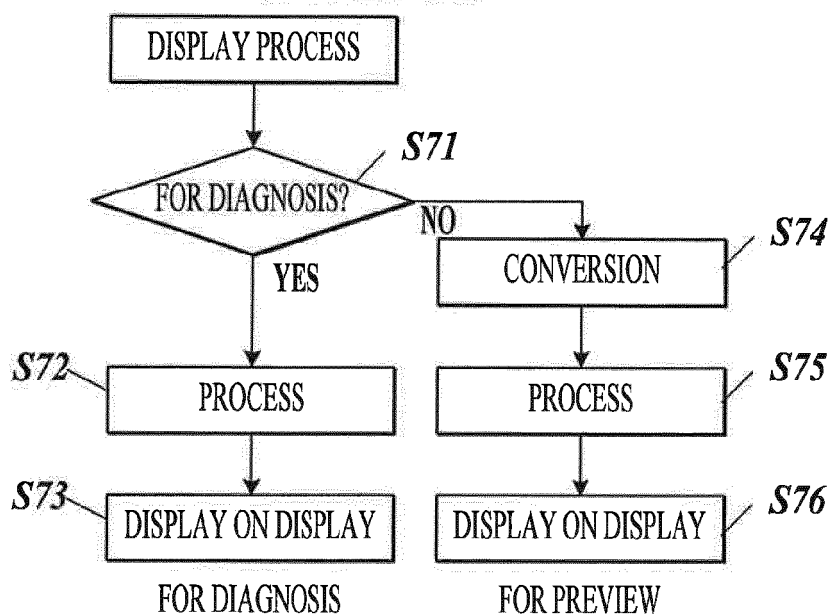 DISPLAY PROCESS
S71
FOR DIAGNOSIS?
NO
YES
S74
CONVERSION
S72
PROCESS
S75
PROCESS
S73
DISPLAY ON DISPLAY
S76
DISPLAY ON DISPLAY
FOR DIAGNOSIS
FOR PREVIEW